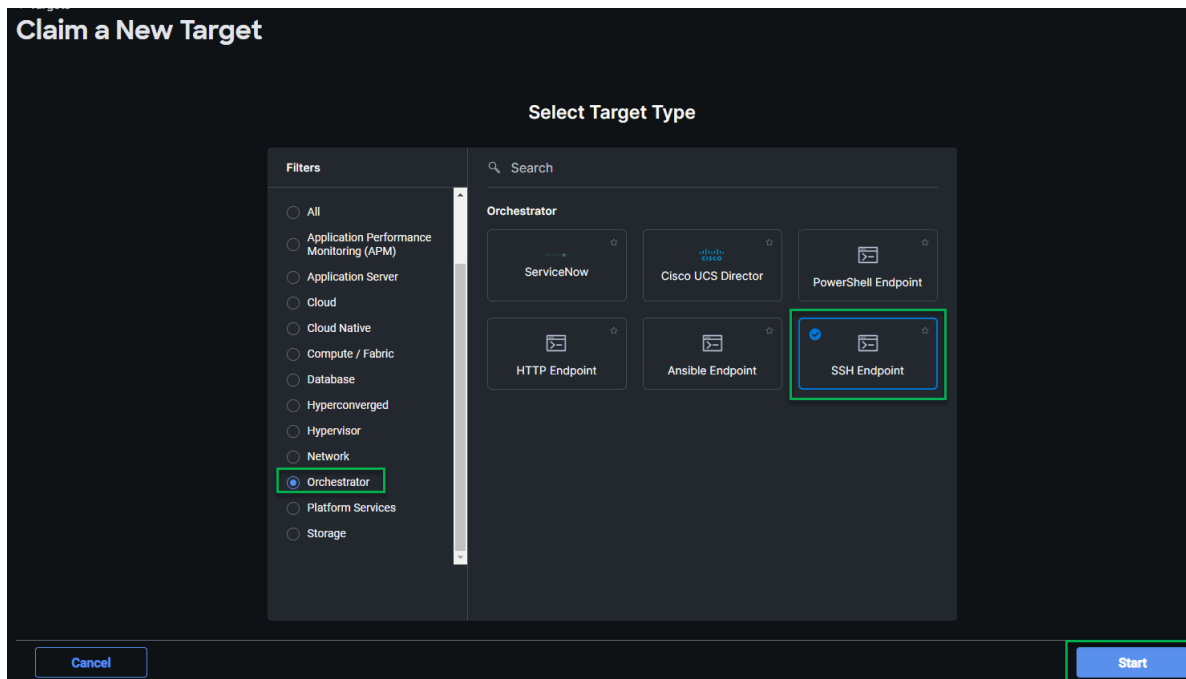 Claim a New Target
Select Target Type
Filters
All
Application Performance
Monitoring (APM)
Application Server
Cloud
Cloud Native
Compute / Fabric
Database
Hyperconverged
Hypervisor
Network
Orchestrator
Platform Services
Storage
Search
Orchestrator
ServiceNow
CISCO
Cisco UCS Director
PowerShell Endpoint
HTTP Endpoint
Ansible Endpoint
SSH Endpoint
Cancel
Start